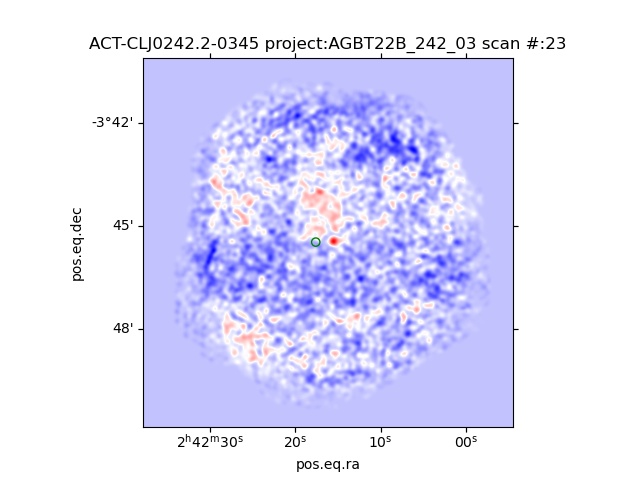 ACT-CLJ0242.2-0345 project:AGBT22B_242_03 scan #:23
-3°42'
45'
48'
pos.eq.dec
2ʰ42ᵐ30ˢ 20ˢ 10ˢ 00ˢ
pos.eq.ra